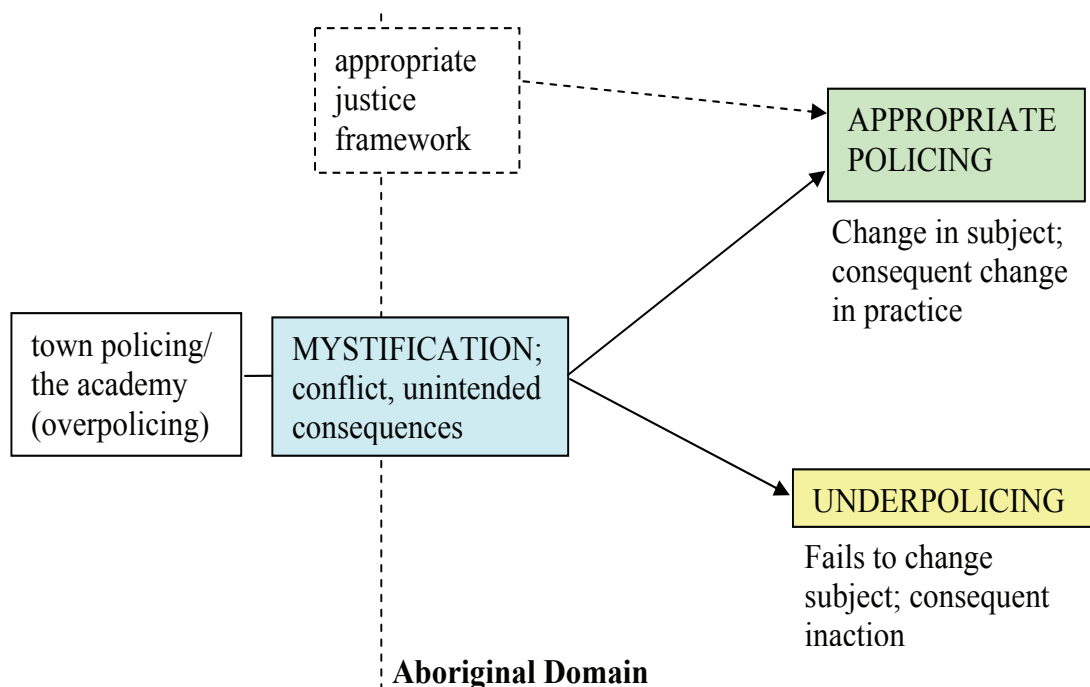 appropriate
justice
framework
APPROPRIATE
POLICING
Change in subject;
consequent change
in practice
town policing/
the academy
(overpolicing)
MYSTIFICATION;
conflict, unintended
consequences
UNDERPOLICING
Fails to change
subject; consequent
inaction
Aboriginal Domain